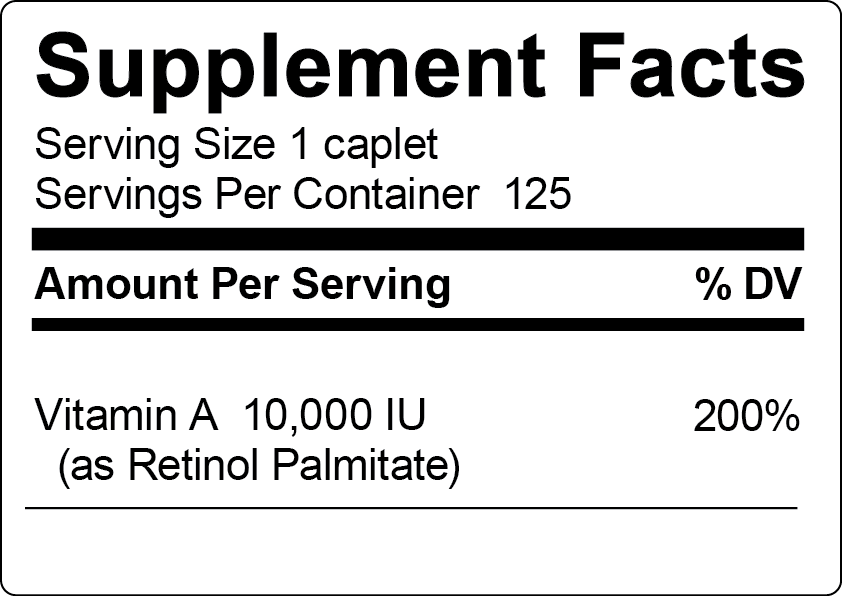 Supplement Facts
Serving Size 1 caplet
Servings Per Container 125
Amount Per Serving % DV
Vitamin A 10,000 IU 200%
(as Retinol Palmitate)